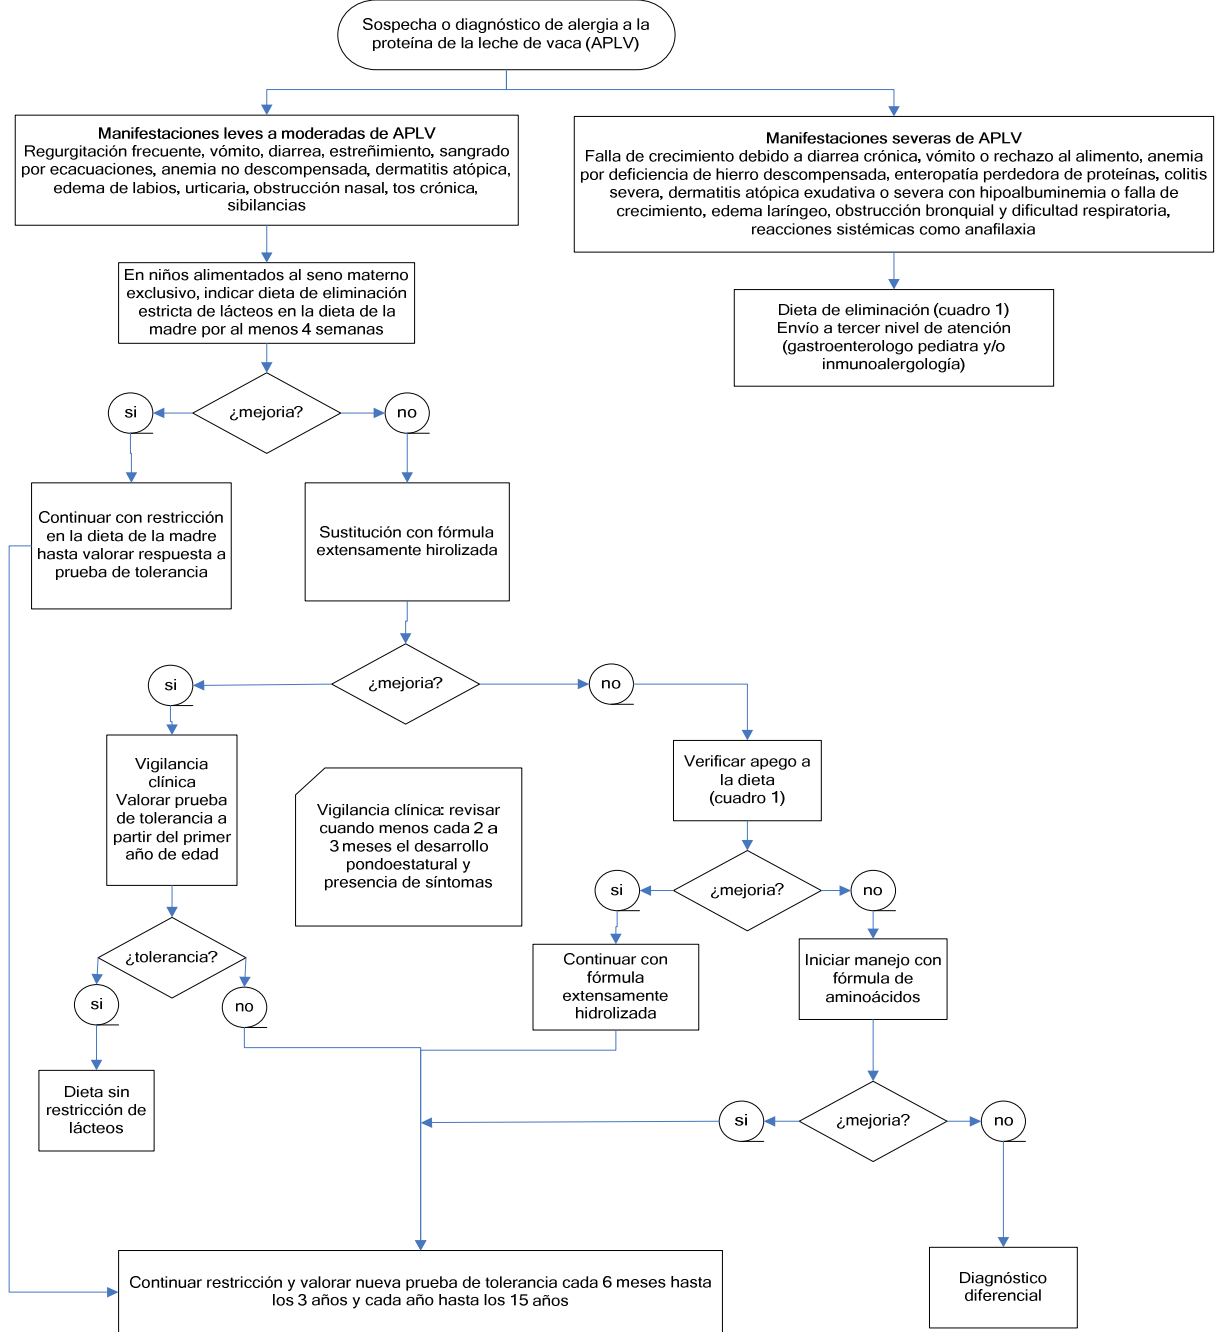 Sospecha o diagnóstico de alergia a la
proteína de la leche de vaca (APLV)
Manifestaciones leves a moderadas de APLV
Regurgitación frecuente, vómito, diarrea, estreñimiento, sangrado
por ecacuaciones, anemia no descompensada, dermatitis atópica,
edema de labios, urticaria, obstrucción nasal, tos crónica,
sibilancias
Manifestaciones severas de APLV
Falla de crecimiento debido a diarrea crónica, vómito o rechazo al alimento, anemia
por deficiencia de hierro descompensada, enteropatía perdedora de proteínas, colitis
severa, dermatitis atópica exudativa o severa con hipoalbuminemia o falla de
crecimiento, edema laríngeo, obstrucción bronquial y dificultad respiratoria,
reacciones sistémicas como anafilaxia
En niños alimentados al seno materno
exclusivo, indicar dieta de eliminación
estricta de lácteos en la dieta de la
madre por al menos 4 semanas
Dieta de eliminación (cuadro 1)
Envío a tercer nivel de atención
(gastroenterologo pediatra y/o
inmunoalergología)
si
¿mejoria?
no
Continuar con restricción
en la dieta de la madre
hasta valorar respuesta a
prueba de tolerancia
Sustitución con fórmula
extensamente hirolizada
si
¿mejoria?
no
Vigilancia
clínica
Valorar prueba
de tolerancia a
partir del primer
año de edad
Vigilancia clínica: revisar
cuando menos cada 2 a
3 meses el desarrollo
pondoestatural y
presencia de síntomas
Verificar apego a
la dieta
(cuadro 1)
si
¿mejoria?
no
¿tolerancia?
si
no
Continuar con
fórmula
extensamente
hidrolizada
Iniciar manejo con
fórmula de
aminoácidos
Dieta sin
restricción de
lácteos
si
¿mejoria?
no
Continuar restricción y valorar nueva prueba de tolerancia cada 6 meses hasta
los 3 años y cada año hasta los 15 años
Diagnóstico
diferencial